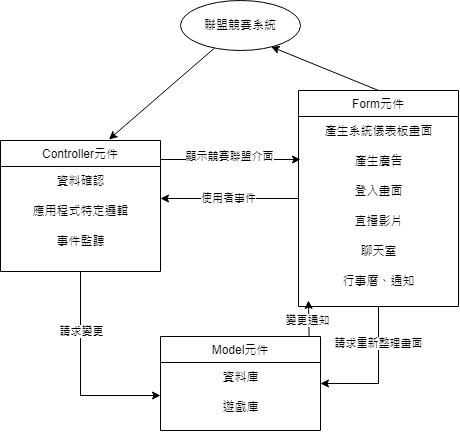 聯盟競賽系統
Form元件
產生系統儀表板畫面
產生廣告
登入畫面
直播影片
聊天室
行事曆、通知
Controller元件
資料確認
應用程式特定邏輯
事件監聽
顯示競賽聯盟介面
使用者事件
請求變更
變更通知
請求重新整理畫面
Model元件
資料庫
遊戲庫